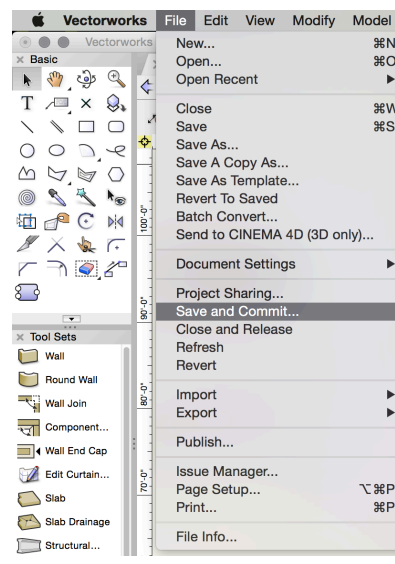 Vectorworks File Edit View Modify Model
Vectorworks
Basic
New... ⌘N
Open... ⌘O
Open Recent
Close ⌘W
Save ⌘S
Save As...
Save A Copy As...
Save As Template...
Revert To Saved
Batch Convert...
Send to CINEMA 4D (3D only)...
Document Settings
Project Sharing...
Save and Commit...
Close and Release
Refresh
Revert
Import
Export
Publish...
Issue Manager...
Page Setup... ⌥⌘P
Print... ⌘P
File Info...
Tool Sets
Wall
Round Wall
Wall Join
Component...
Wall End Cap
Edit Curtain...
Slab
Slab Drainage
Structural...
100'-0"
90'-0"
80'-0"
70'-0"